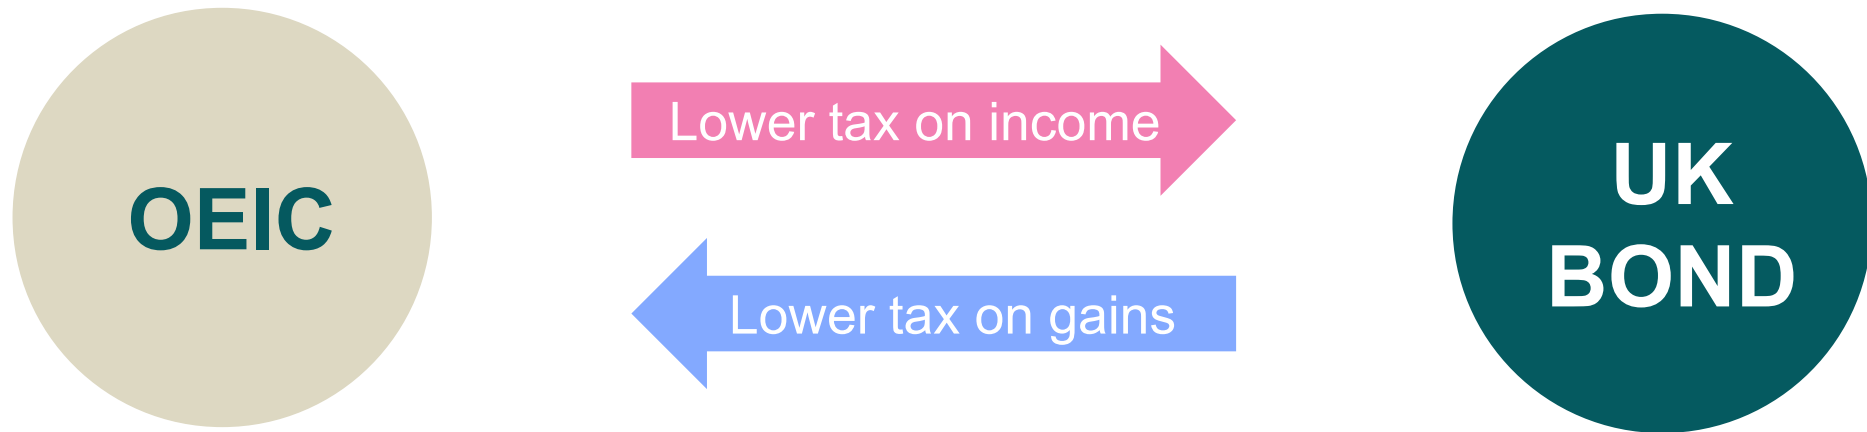 OEIC
Lower tax on income
Lower tax on gains
UK
BOND